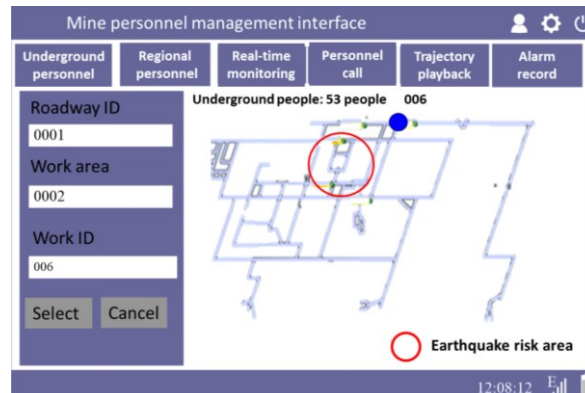 Mine personnel management interface
Underground personnel
Regional personnel
Real-time monitoring
Personnel call
Trajectory playback
Alarm record
Roadway ID
0001
Work area
0002
Work ID
006
Select Cancel
Underground people: 53 people 006
Earthquake risk area
12:08:12 E